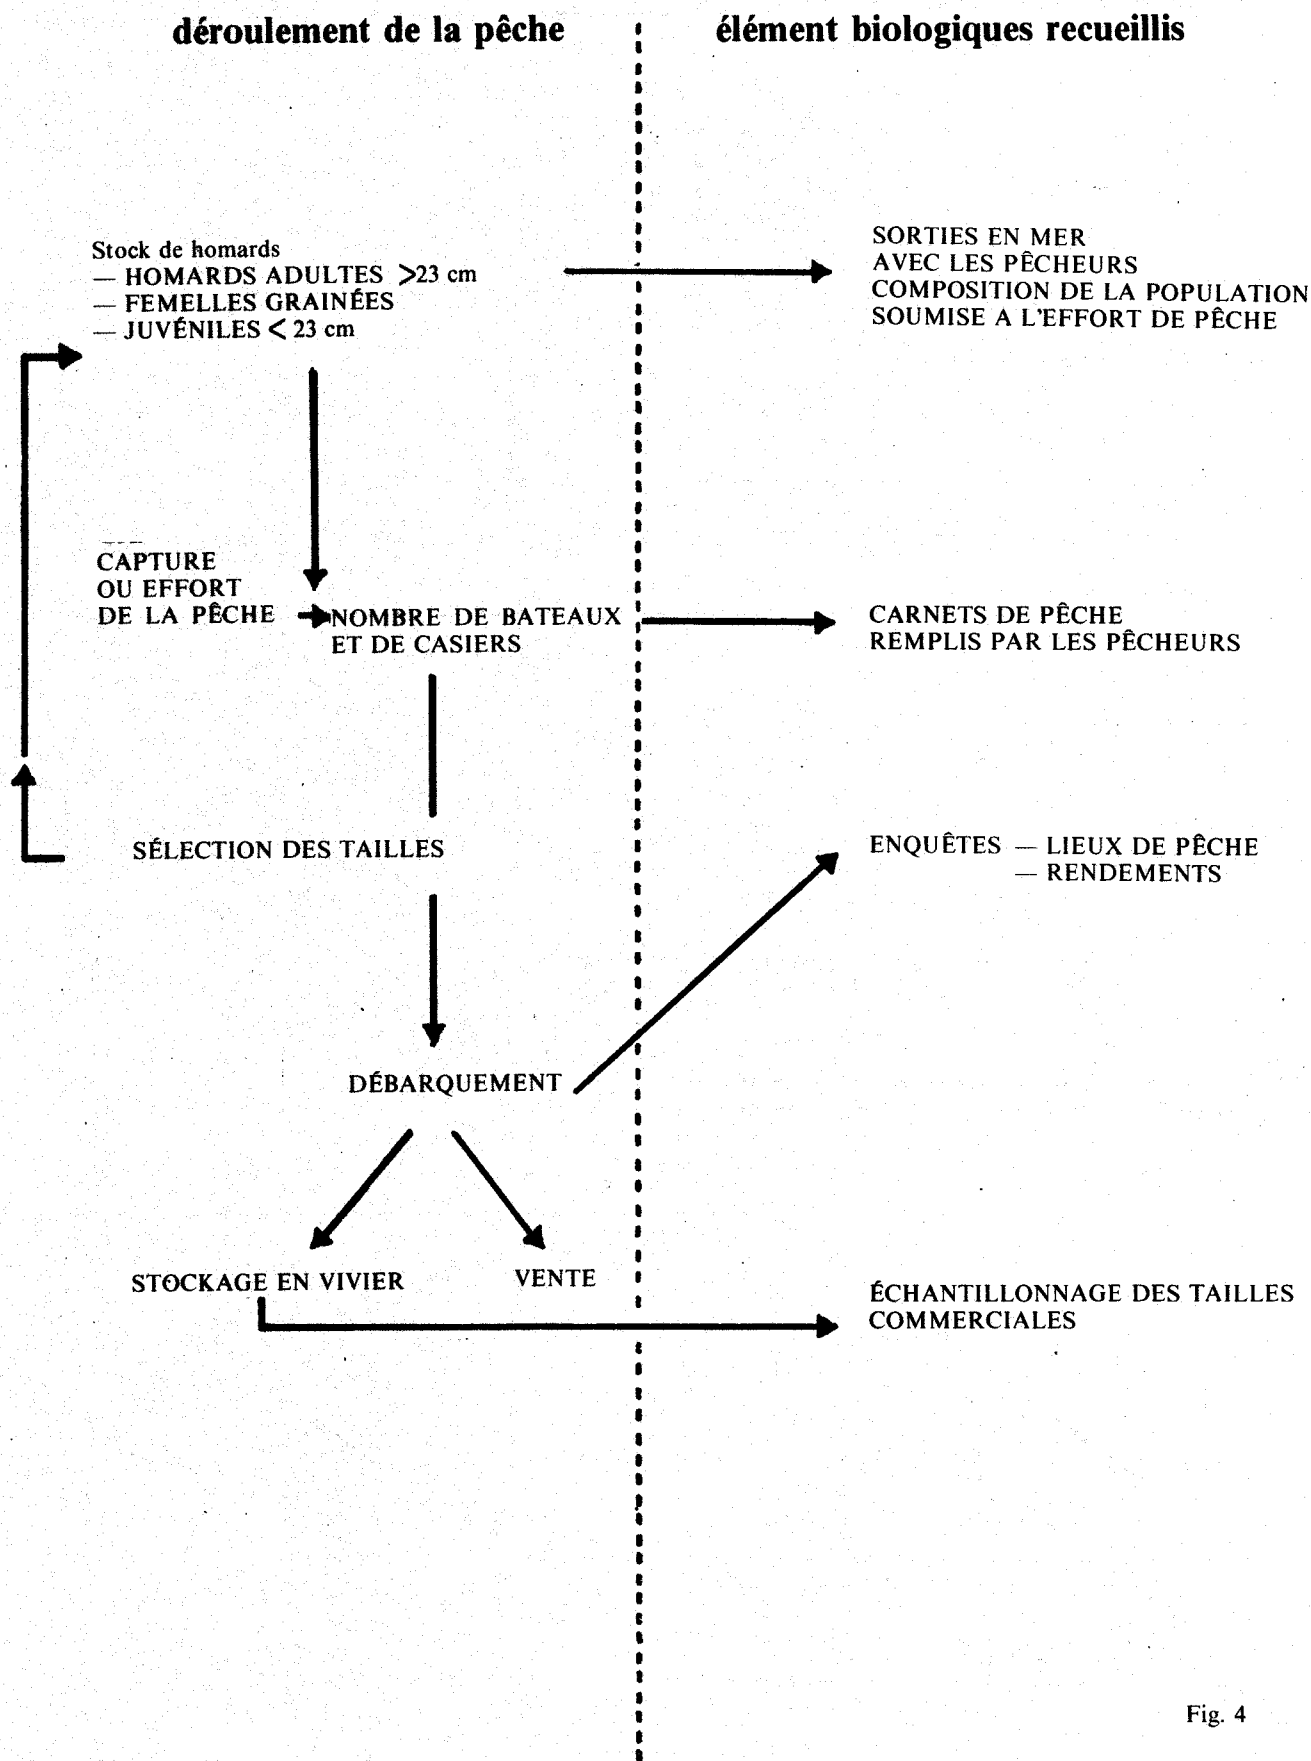 déroulement de la pêche
élément biologiques recueillis
Stock de homards
— HOMARDS ADULTES >23 cm
— FEMELLES GRAINÉES
— JUVÉNILES < 23 cm
SORTIES EN MER
AVEC LES PÊCHEURS
COMPOSITION DE LA POPULATION
SOUMISE A L'EFFORT DE PÊCHE
CAPTURE
OU EFFORT
DE LA PÊCHE
NOMBRE DE BATEAUX
ET DE CASIERS
CARNETS DE PÊCHE
REMPLIS PAR LES PÊCHEURS
SÉLECTION DES TAILLES
ENQUÊTES — LIEUX DE PÊCHE
— RENDEMENTS
DÉBARQUEMENT
STOCKAGE EN VIVIER
VENTE
ÉCHANTILLONNAGE DES TAILLES
COMMERCIALES
Fig. 4